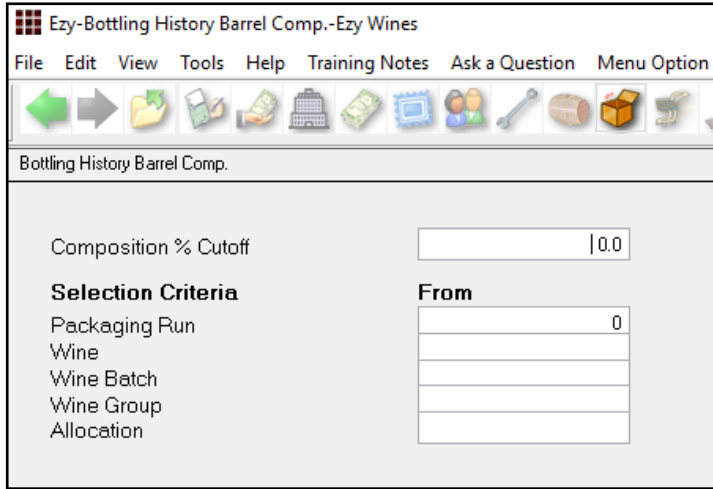 Ezy-Bottling History Barrel Comp.-Ezy Wines
File Edit View Tools Help Training Notes Ask a Question Menu Option
Bottling History Barrel Comp.
Composition % Cutoff 0.0
Selection Criteria From
Packaging Run 0
Wine
Wine Batch
Wine Group
Allocation